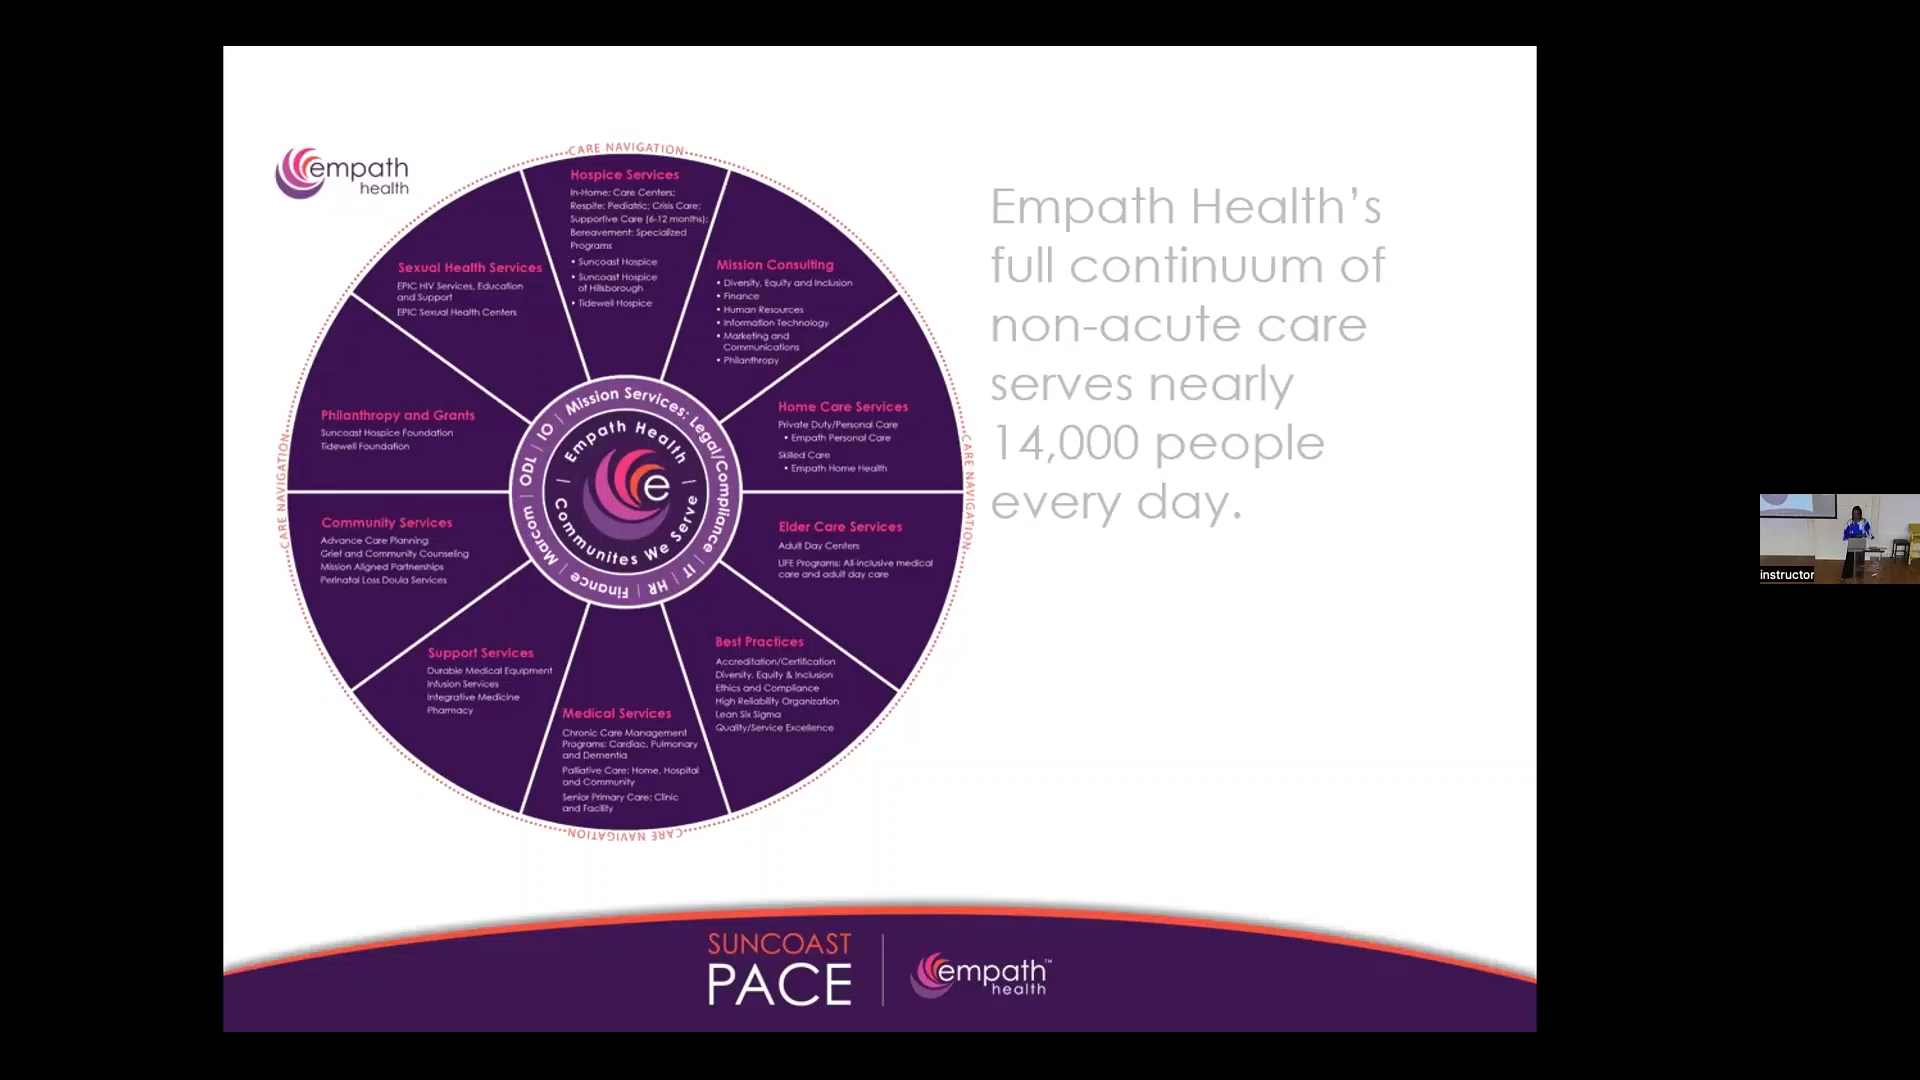 empath
health
CARE NAVIGATION
Hospice Services
In-Home: Care Centers;
Respite; Pediatric; Crisis Care;
Supportive Care (6-12 months);
Bereavement; Specialized
Programs
• Suncoast Hospice
• Suncoast Hospice
of Hillsborough
• Tidewell Hospice
Mission Consulting
• Diversity, Equity and Inclusion
• Finance
• Human Resources
• Information Technology
• Marketing and
Communications
• Philanthropy
Home Care Services
Private Duty/Personal Care
• Empath Personal Care
Skilled Care
• Empath Home Health
CARE NAVIGATION
Elder Care Services
Adult Day Centers
LIFE Programs: All-inclusive medical
care and adult day care
Best Practices
Accreditation/Certification
Diversity, Equity & Inclusion
Ethics and Compliance
High Reliability Organization
Lean Six Sigma
Quality/Service Excellence
Medical Services
Chronic Care Management
Programs: Cardiac, Pulmonary
and Dementia
Palliative Care: Home, Hospital
and Community
Senior Primary Care: Clinic
and Facility
CARE NAVIGATION
Support Services
Durable Medical Equipment
Infusion Services
Integrative Medicine
Pharmacy
Community Services
Advance Care Planning
Grief and Community Counseling
Mission Aligned Partnerships
Perinatal Loss Doula Services
CARE NAVIGATION
Philanthropy and Grants
Suncoast Hospice Foundation
Tidewell Foundation
Sexual Health Services
EPIC HIV Services, Education
and Support
EPIC Sexual Health Centers
Mission Services: Legal/Compliance | IT | HR | Finance | Marcom | ODL | IO |
Empath Health | Communites We Serve |
e
Empath Health’s
full continuum of
non-acute care
serves nearly
14,000 people
every day.
SUNCOAST
PACE
empath™
health
instructor